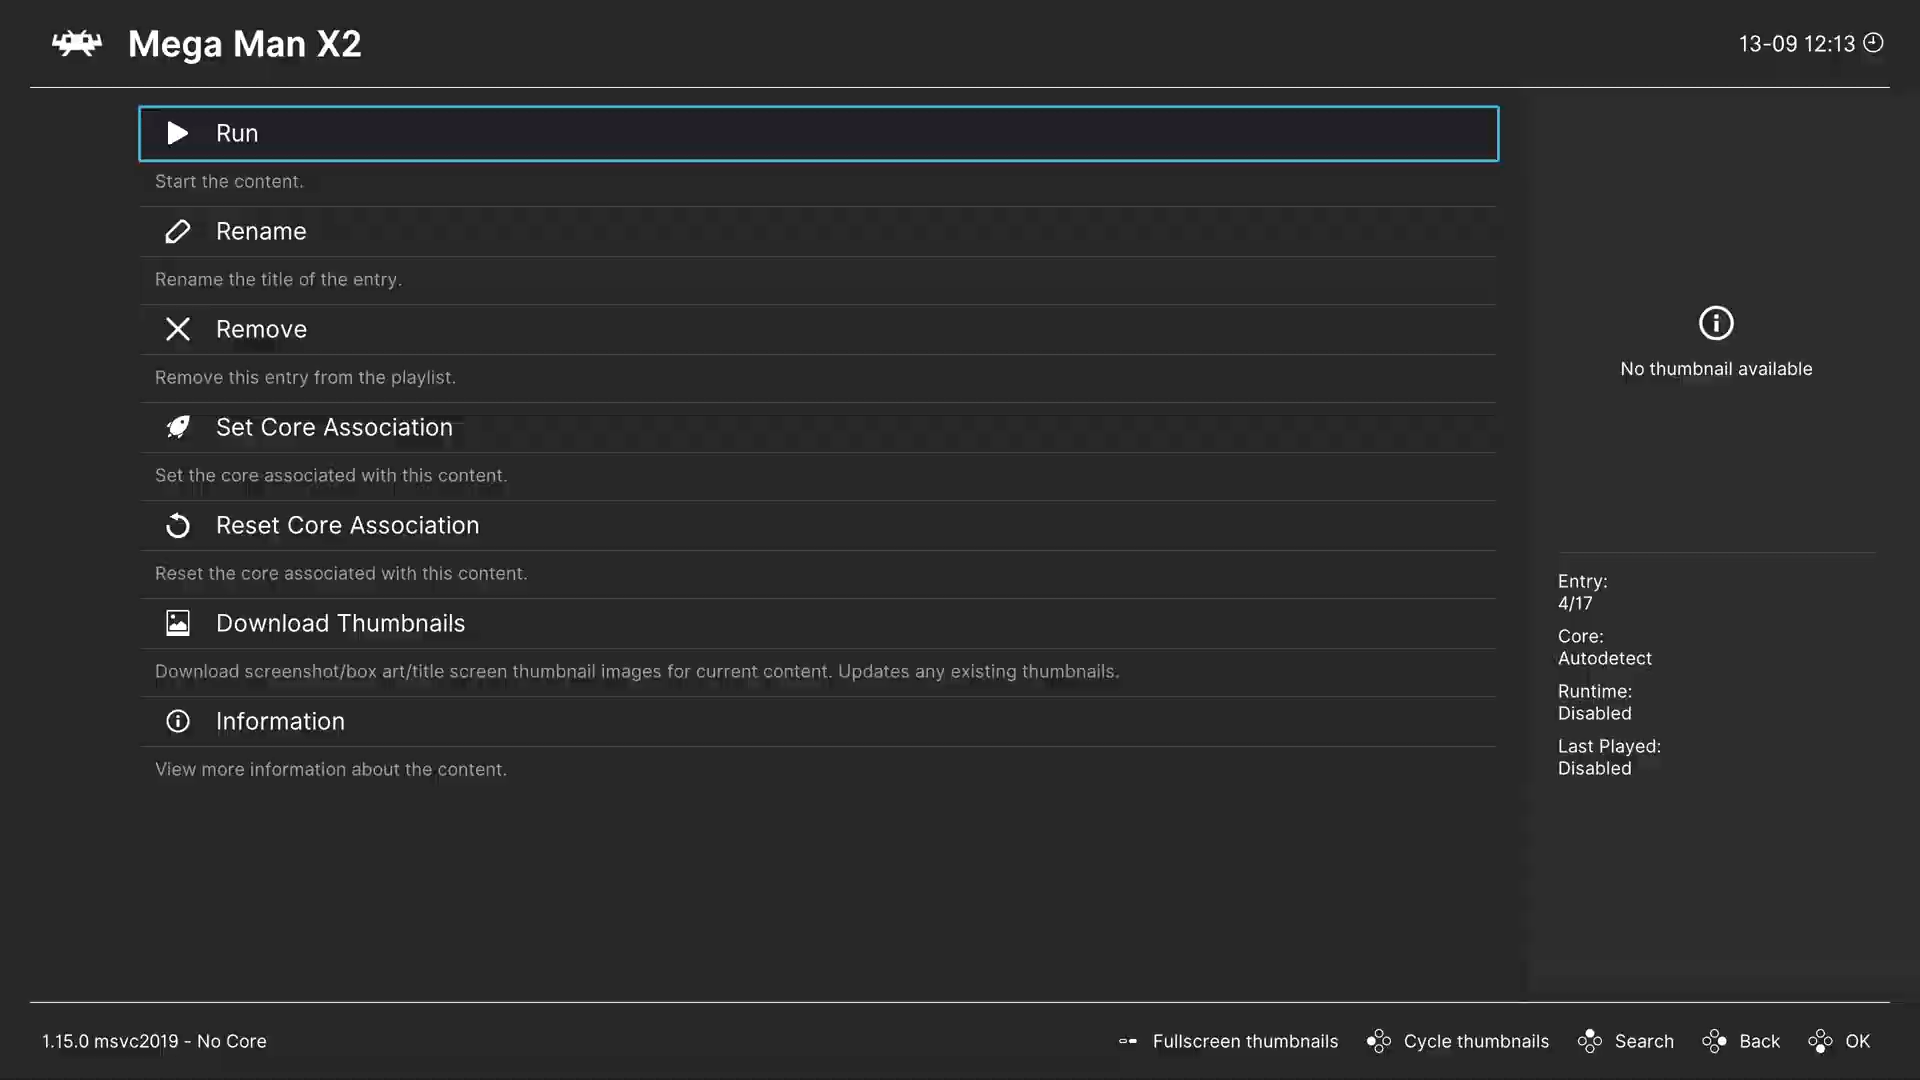 Mega Man X2
13-09 12:13
Run
Start the content.
Rename
Rename the title of the entry.
Remove
Remove this entry from the playlist.
Set Core Association
Set the core associated with this content.
Reset Core Association
Reset the core associated with this content.
Download Thumbnails
Download screenshot/box art/title screen thumbnail images for current content. Updates any existing thumbnails.
Information
View more information about the content.
No thumbnail available
Entry:
4/17
Core:
Autodetect
Runtime:
Disabled
Last Played:
Disabled
1.15.0 msvc2019 - No Core
Fullscreen thumbnails
Cycle thumbnails
Search
Back
OK